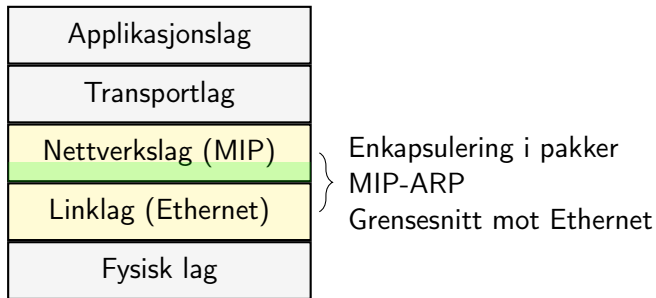 Applikasjonslag
Transportlag
Nettverkslag (MIP)
Linklag (Ethernet)
Fysisk lag
Enkapsulering i pakker
MIP-ARP
Grensesnitt mot Ethernet